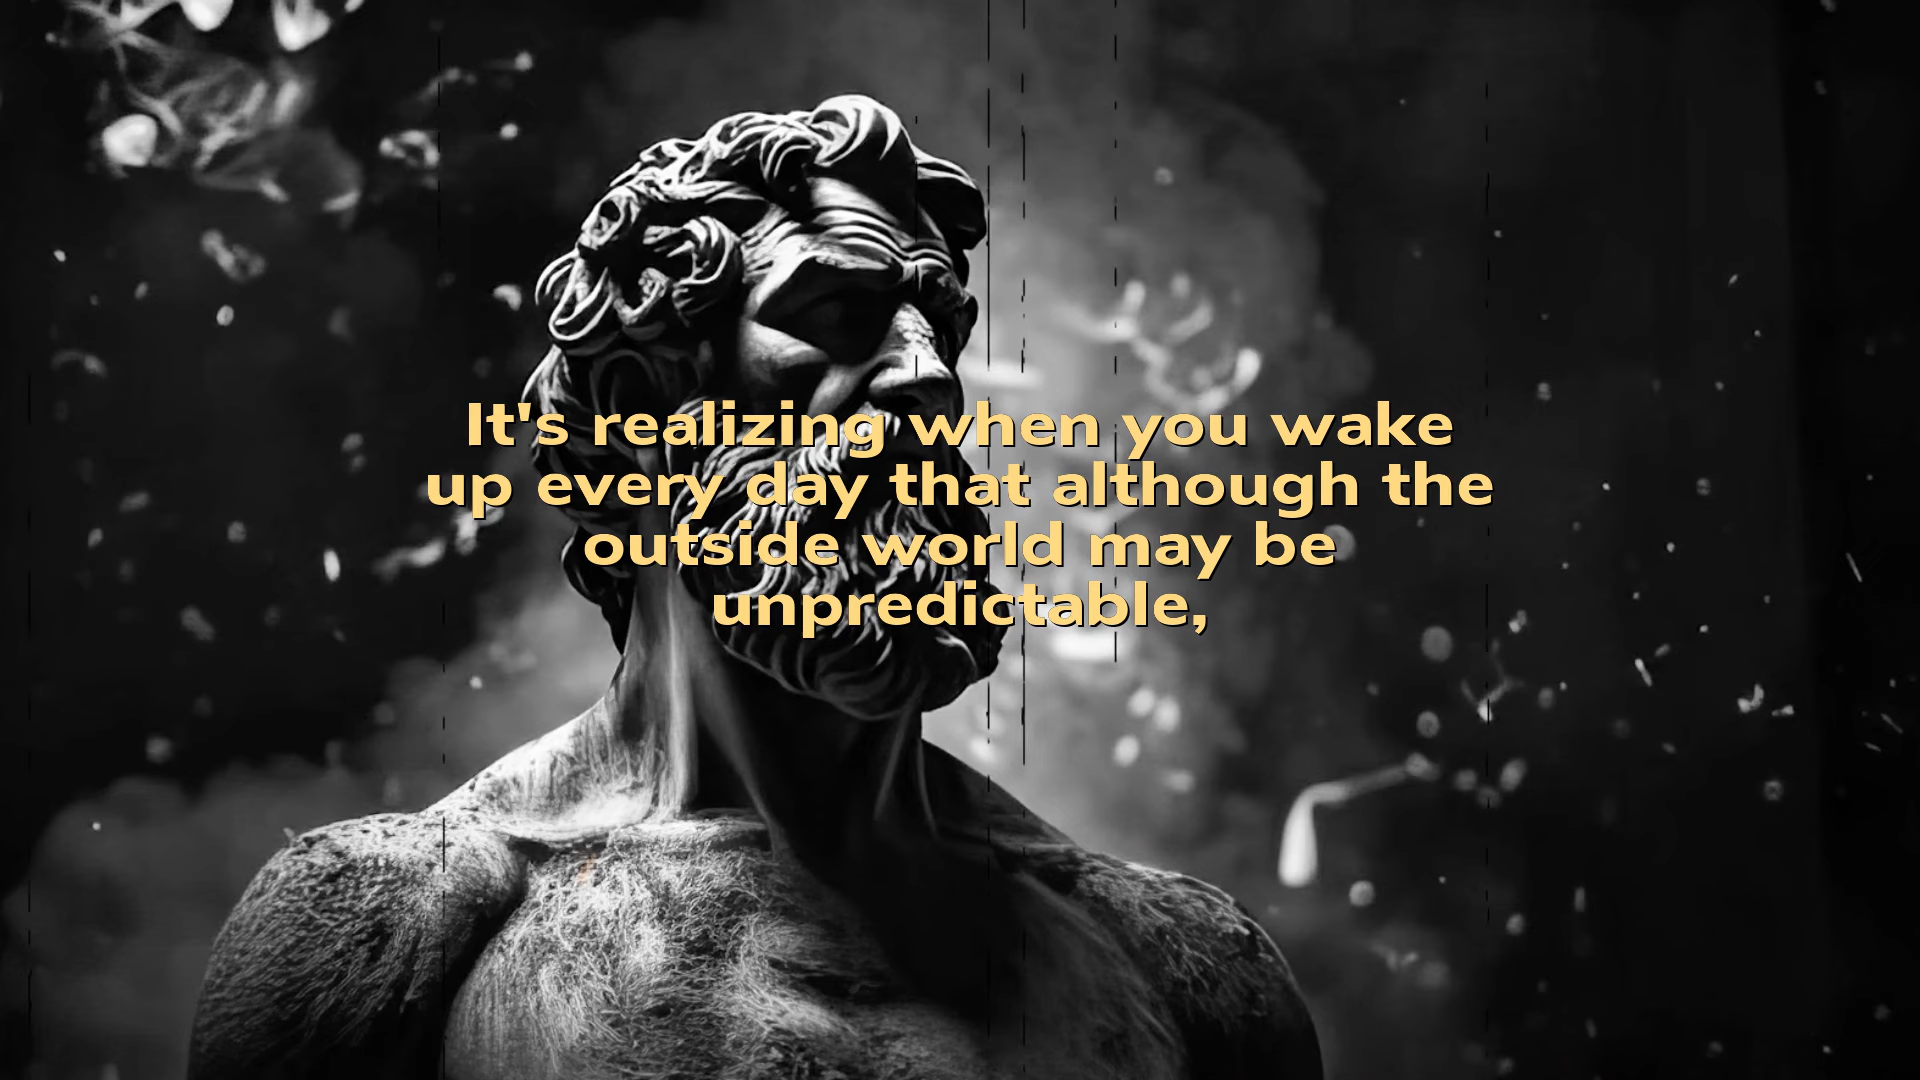 It's realizing when you wake
up every day that although the
outside world may be
unpredictable,